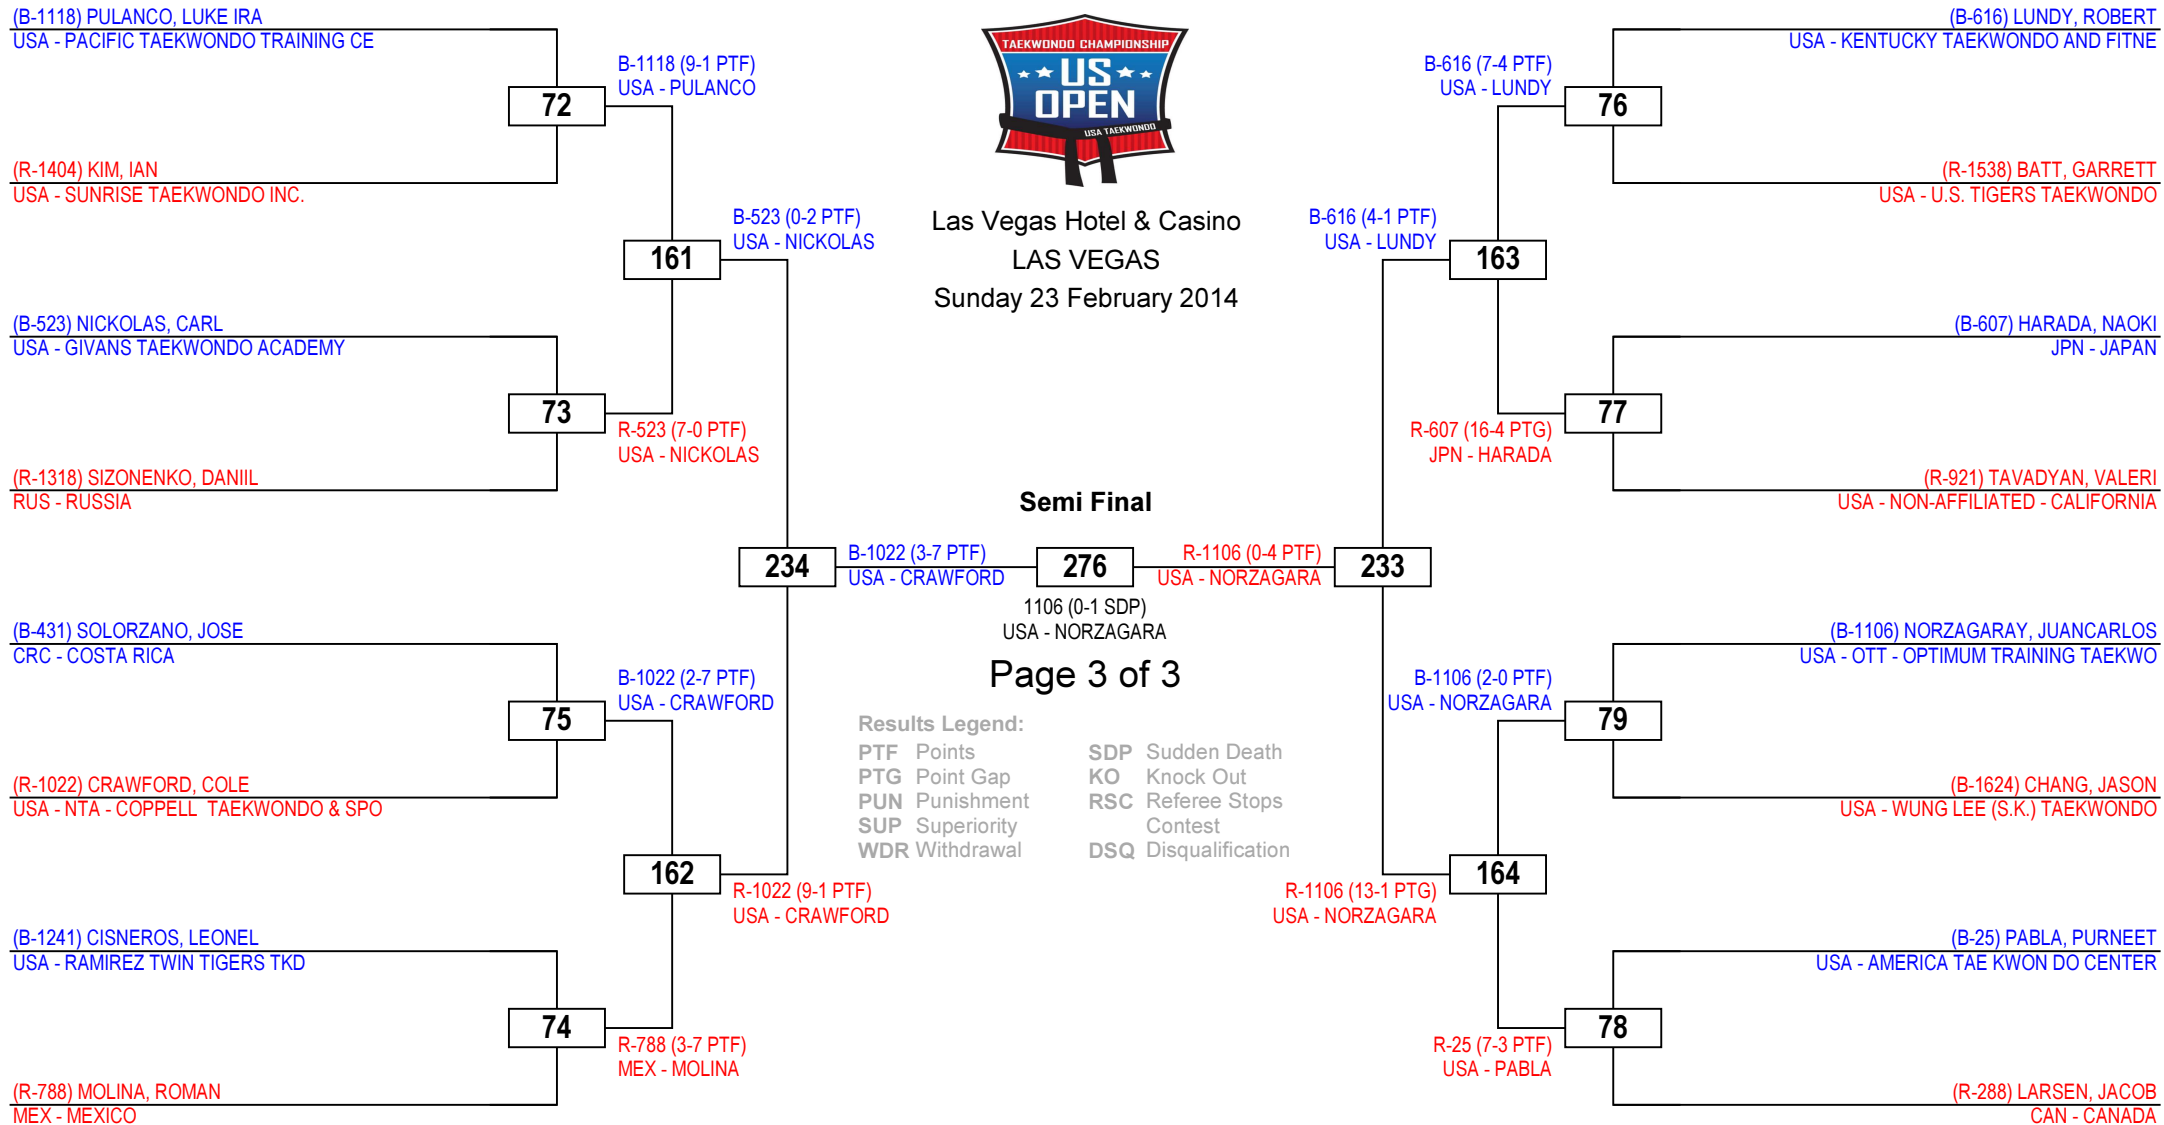 (B-1118) PULANCO, LUKE IRA
USA - PACIFIC TAEKWONDO TRAINING CE
72
(R-1404) KIM, IAN
USA - SUNRISE TAEKWONDO INC.
B-1118 (9-1 PTF)
USA - PULANCO
161
B-523 (0-2 PTF)
USA - NICKOLAS
(B-523) NICKOLAS, CARL
USA - GIVANS TAEKWONDO ACADEMY
73
R-523 (7-0 PTF)
USA - NICKOLAS
(R-1318) SIZONENKO, DANIIL
RUS - RUSSIA
234
B-1022 (3-7 PTF)
USA - CRAWFORD
(B-431) SOLORZANO, JOSE
CRC - COSTA RICA
75
B-1022 (2-7 PTF)
USA - CRAWFORD
(R-1022) CRAWFORD, COLE
USA - NTA - COPPELL  TAEKWONDO & SPO
162
R-1022 (9-1 PTF)
USA - CRAWFORD
(B-1241) CISNEROS, LEONEL
USA - RAMIREZ TWIN TIGERS TKD
74
R-788 (3-7 PTF)
MEX - MOLINA
(R-788) MOLINA, ROMAN
MEX - MEXICO
TAEKWONDO CHAMPIONSHIP
US
OPEN
USA TAEKWONDO
Las Vegas Hotel & Casino
LAS VEGAS
Sunday 23 February 2014
Semi Final
276
1106 (0-1 SDP)
USA - NORZAGARA
Page 3 of 3
Results Legend:
PTF Points
PTG Point Gap
PUN Punishment
SUP Superiority
WDR Withdrawal
SDP Sudden Death
KO Knock Out
RSC Referee Stops
Contest
DSQ Disqualification
(B-616) LUNDY, ROBERT
USA - KENTUCKY TAEKWONDO AND FITNE
B-616 (7-4 PTF)
USA - LUNDY
76
(R-1538) BATT, GARRETT
USA - U.S. TIGERS TAEKWONDO
B-616 (4-1 PTF)
USA - LUNDY
163
(B-607) HARADA, NAOKI
JPN - JAPAN
77
R-607 (16-4 PTG)
JPN - HARADA
(R-921) TAVADYAN, VALERI
USA - NON-AFFILIATED - CALIFORNIA
R-1106 (0-4 PTF)
USA - NORZAGARA
233
(B-1106) NORZAGARAY, JUANCARLOS
USA - OTT - OPTIMUM TRAINING TAEKWO
B-1106 (2-0 PTF)
USA - NORZAGARA
79
(B-1624) CHANG, JASON
USA - WUNG LEE (S.K.) TAEKWONDO
164
R-1106 (13-1 PTG)
USA - NORZAGARA
(B-25) PABLA, PURNEET
USA - AMERICA TAE KWON DO CENTER
78
R-25 (7-3 PTF)
USA - PABLA
(R-288) LARSEN, JACOB
CAN - CANADA